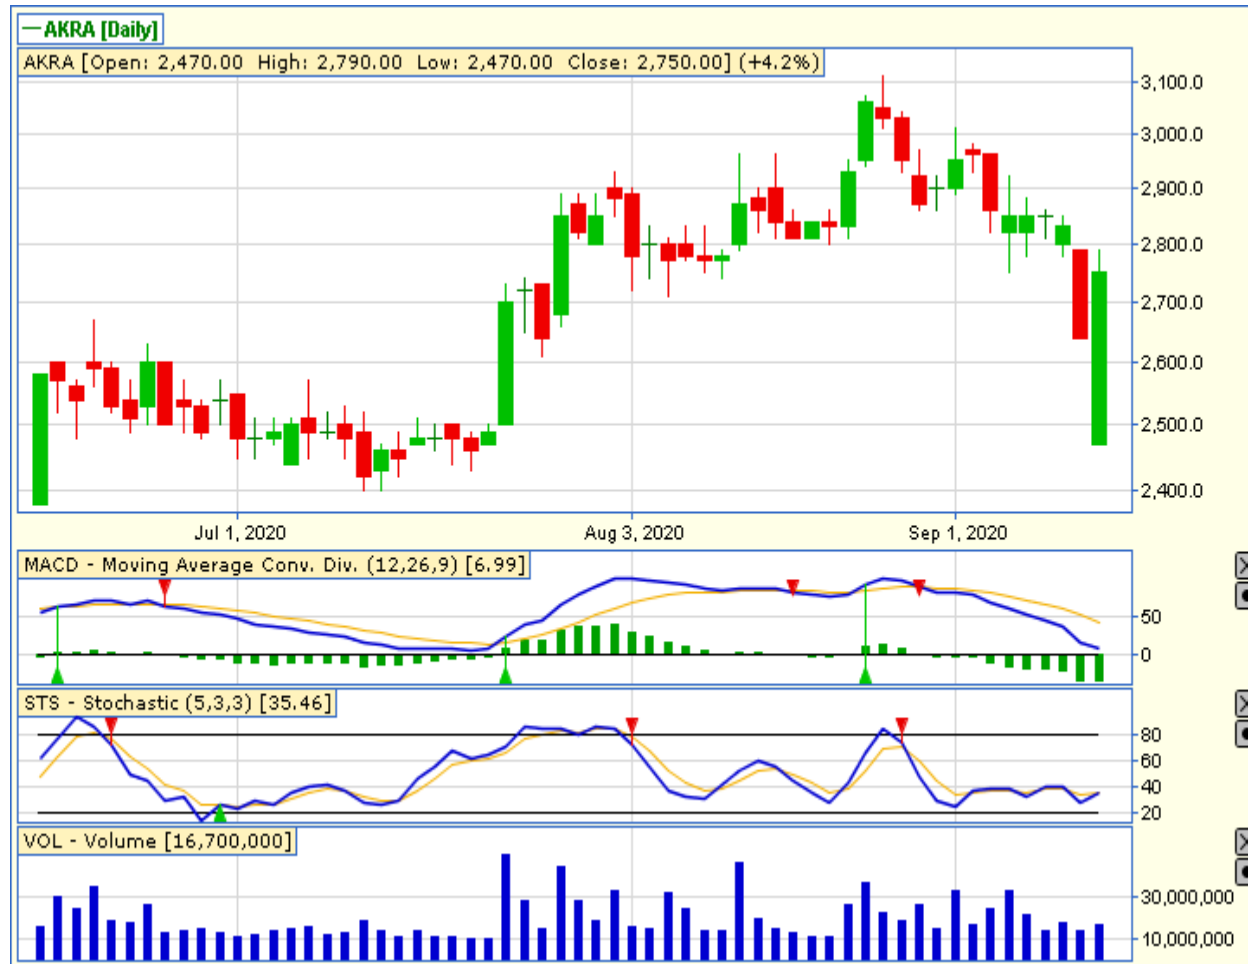 AKRA [Daily]
AKRA [Open: 2,470.00 High: 2,790.00 Low: 2,470.00 Close: 2,750.00] (+4.2%)
3,100.0
3,000.0
2,900.0
2,800.0
2,700.0
2,600.0
2,500.0
2,400.0
Jul 1, 2020 Aug 3, 2020 Sep 1, 2020
MACD - Moving Average Conv. Div. (12,26,9) [6.99]
50
0
STS - Stochastic (5,3,3) [35.46]
80
60
40
20
VOL - Volume [16,700,000]
30,000,000
10,000,000